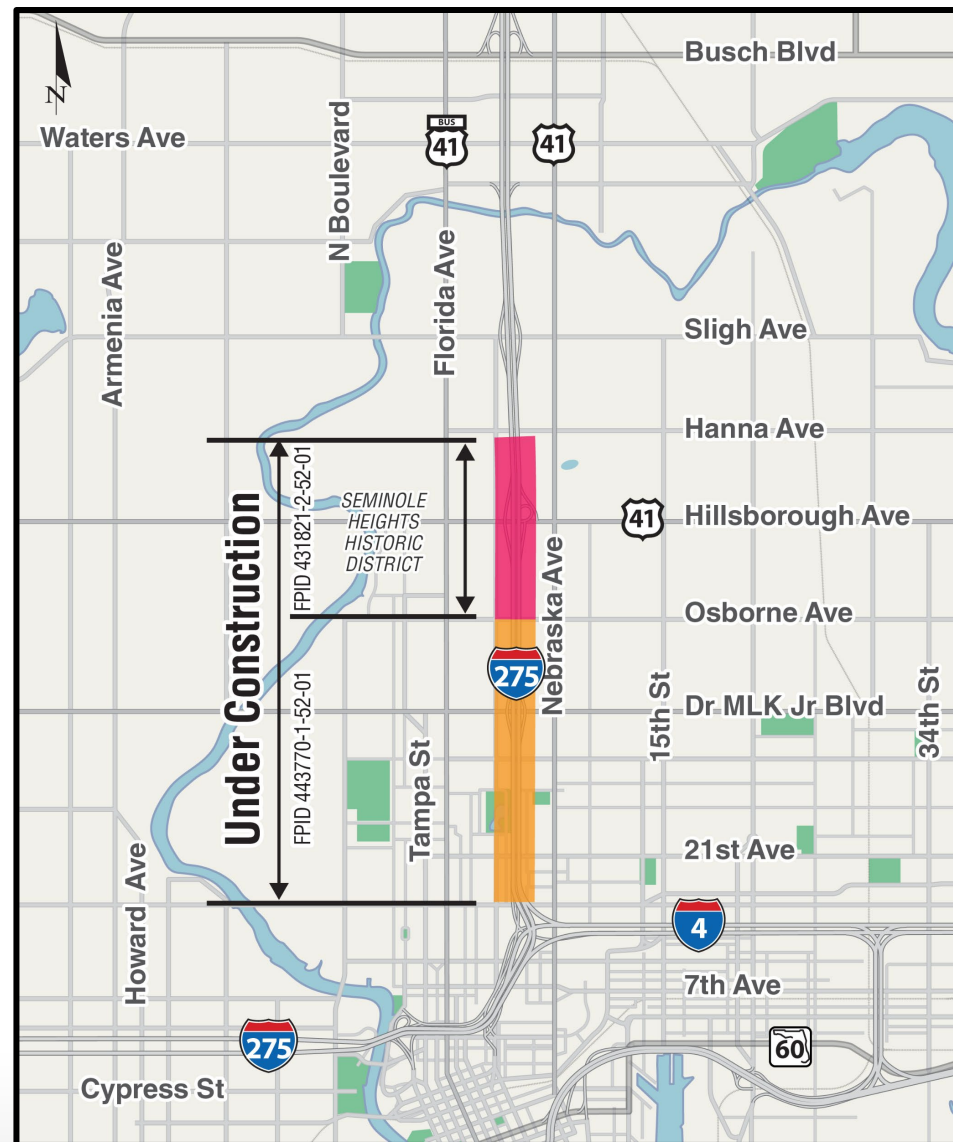 Busch Blvd
N
Waters Ave
BUS
41
41
N Boulevard
Armenia Ave
Florida Ave
Sligh Ave
Hanna Ave
Under Construction
FPID 431821-2-52-01
SEMINOLE
HEIGHTS
HISTORIC
DISTRICT
41
Hillsborough Ave
Osborne Ave
Nebraska Ave
275
FPID 443770-1-52-01
Dr MLK Jr Blvd
15th St
34th St
Tampa St
21st Ave
Howard Ave
4
7th Ave
275
60
Cypress St